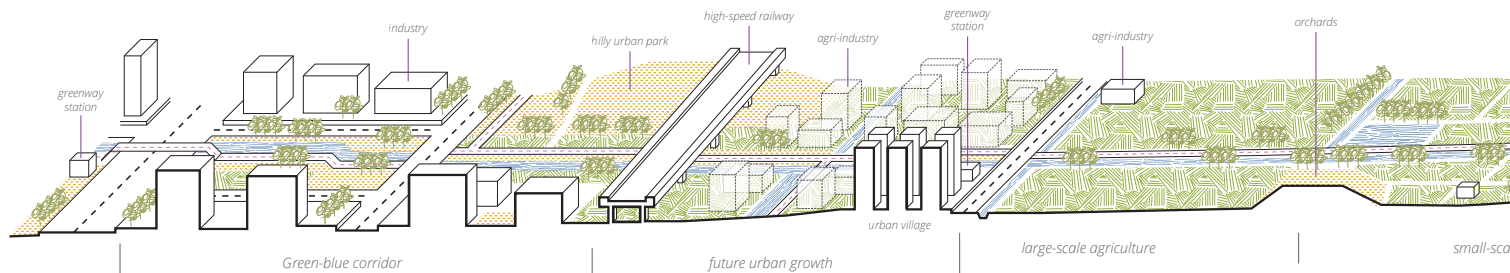 greenway
station
industry
hilly urban park
high-speed railway
agri-industry
greenway
station
agri-industry
orchards
urban village
Green-blue corridor
future urban growth
large-scale agriculture